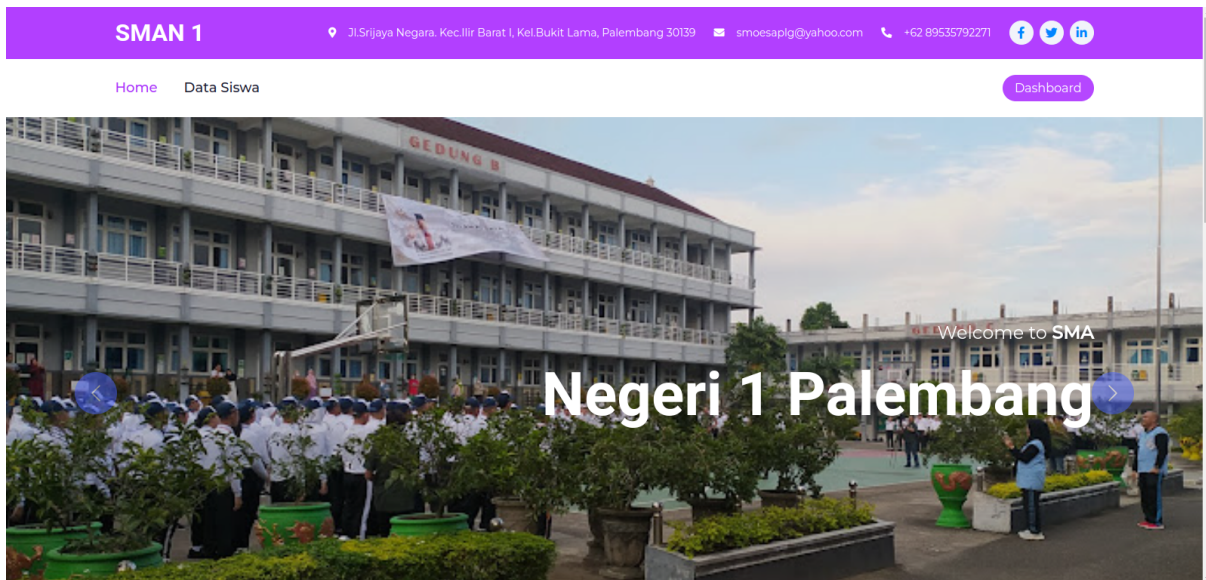 SMAN 1
Jl.Srijaya Negara. Kec.Ilir Barat I, Kel.Bukit Lama, Palembang 30139
smoesaplg@yahoo.com
+62 89535792271
Home
Data Siswa
Dashboard
GEDUNG B
Welcome to SMA
Negeri 1 Palembang